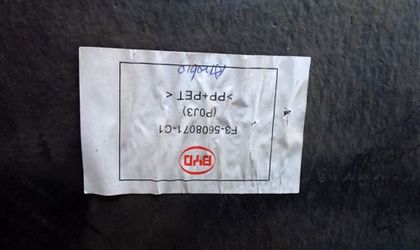 BYD
F3-5608071-C1
(P0J3)
>PP+PET<